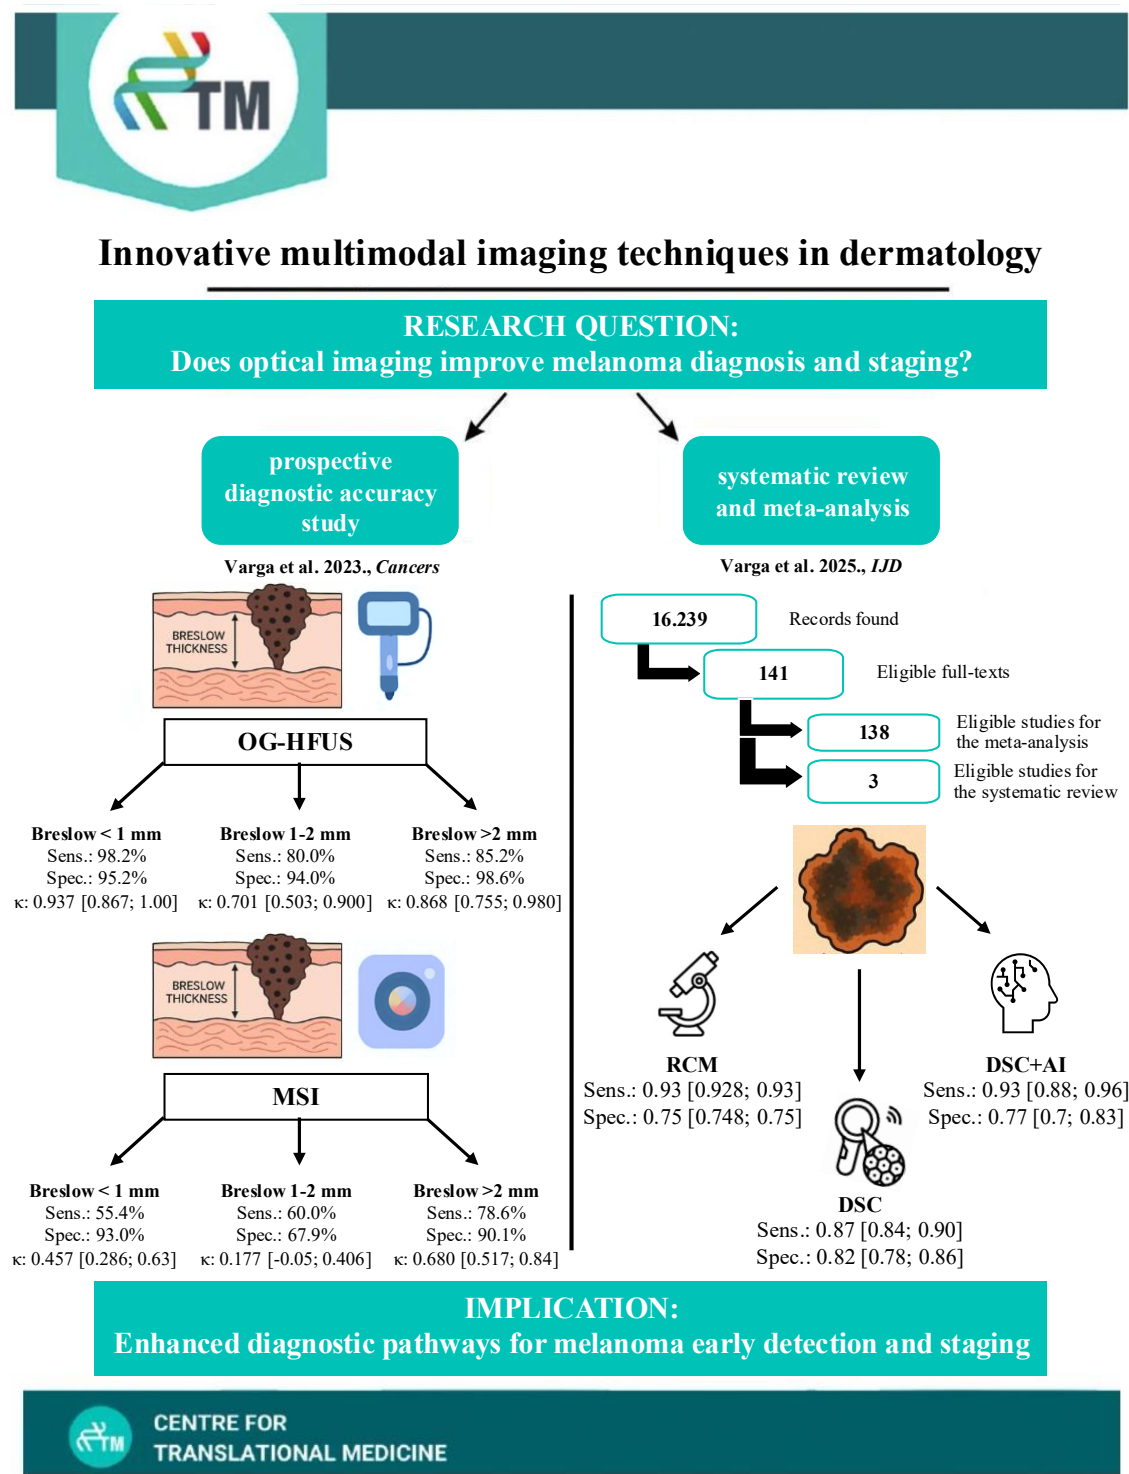 TM
Innovative multimodal imaging techniques in dermatology
RESEARCH QUESTION:
Does optical imaging improve melanoma diagnosis and staging?
prospective
diagnostic accuracy
study
Varga et al. 2023., Cancers
BRESLOW
THICKNESS
OG-HFUS
Breslow < 1 mm
Sens.: 98.2%
Spec.: 95.2%
κ: 0.937 [0.867; 1.00]
Breslow 1-2 mm
Sens.: 80.0%
Spec.: 94.0%
κ: 0.701 [0.503; 0.900]
Breslow >2 mm
Sens.: 85.2%
Spec.: 98.6%
κ: 0.868 [0.755; 0.980]
BRESLOW
THICKNESS
MSI
Breslow < 1 mm
Sens.: 55.4%
Spec.: 93.0%
κ: 0.457 [0.286; 0.63]
Breslow 1-2 mm
Sens.: 60.0%
Spec.: 67.9%
κ: 0.177 [-0.05; 0.406]
Breslow >2 mm
Sens.: 78.6%
Spec.: 90.1%
κ: 0.680 [0.517; 0.84]
systematic review
and meta-analysis
Varga et al. 2025., IJD
16.239
Records found
141
Eligible full-texts
138
Eligible studies for
the meta-analysis
3
Eligible studies for
the systematic review
RCM
Sens.: 0.93 [0.928; 0.93]
Spec.: 0.75 [0.748; 0.75]
DSC
Sens.: 0.87 [0.84; 0.90]
Spec.: 0.82 [0.78; 0.86]
DSC+AI
Sens.: 0.93 [0.88; 0.96]
Spec.: 0.77 [0.7; 0.83]
IMPLICATION:
Enhanced diagnostic pathways for melanoma early detection and staging
TM
CENTRE FOR
TRANSLATIONAL MEDICINE